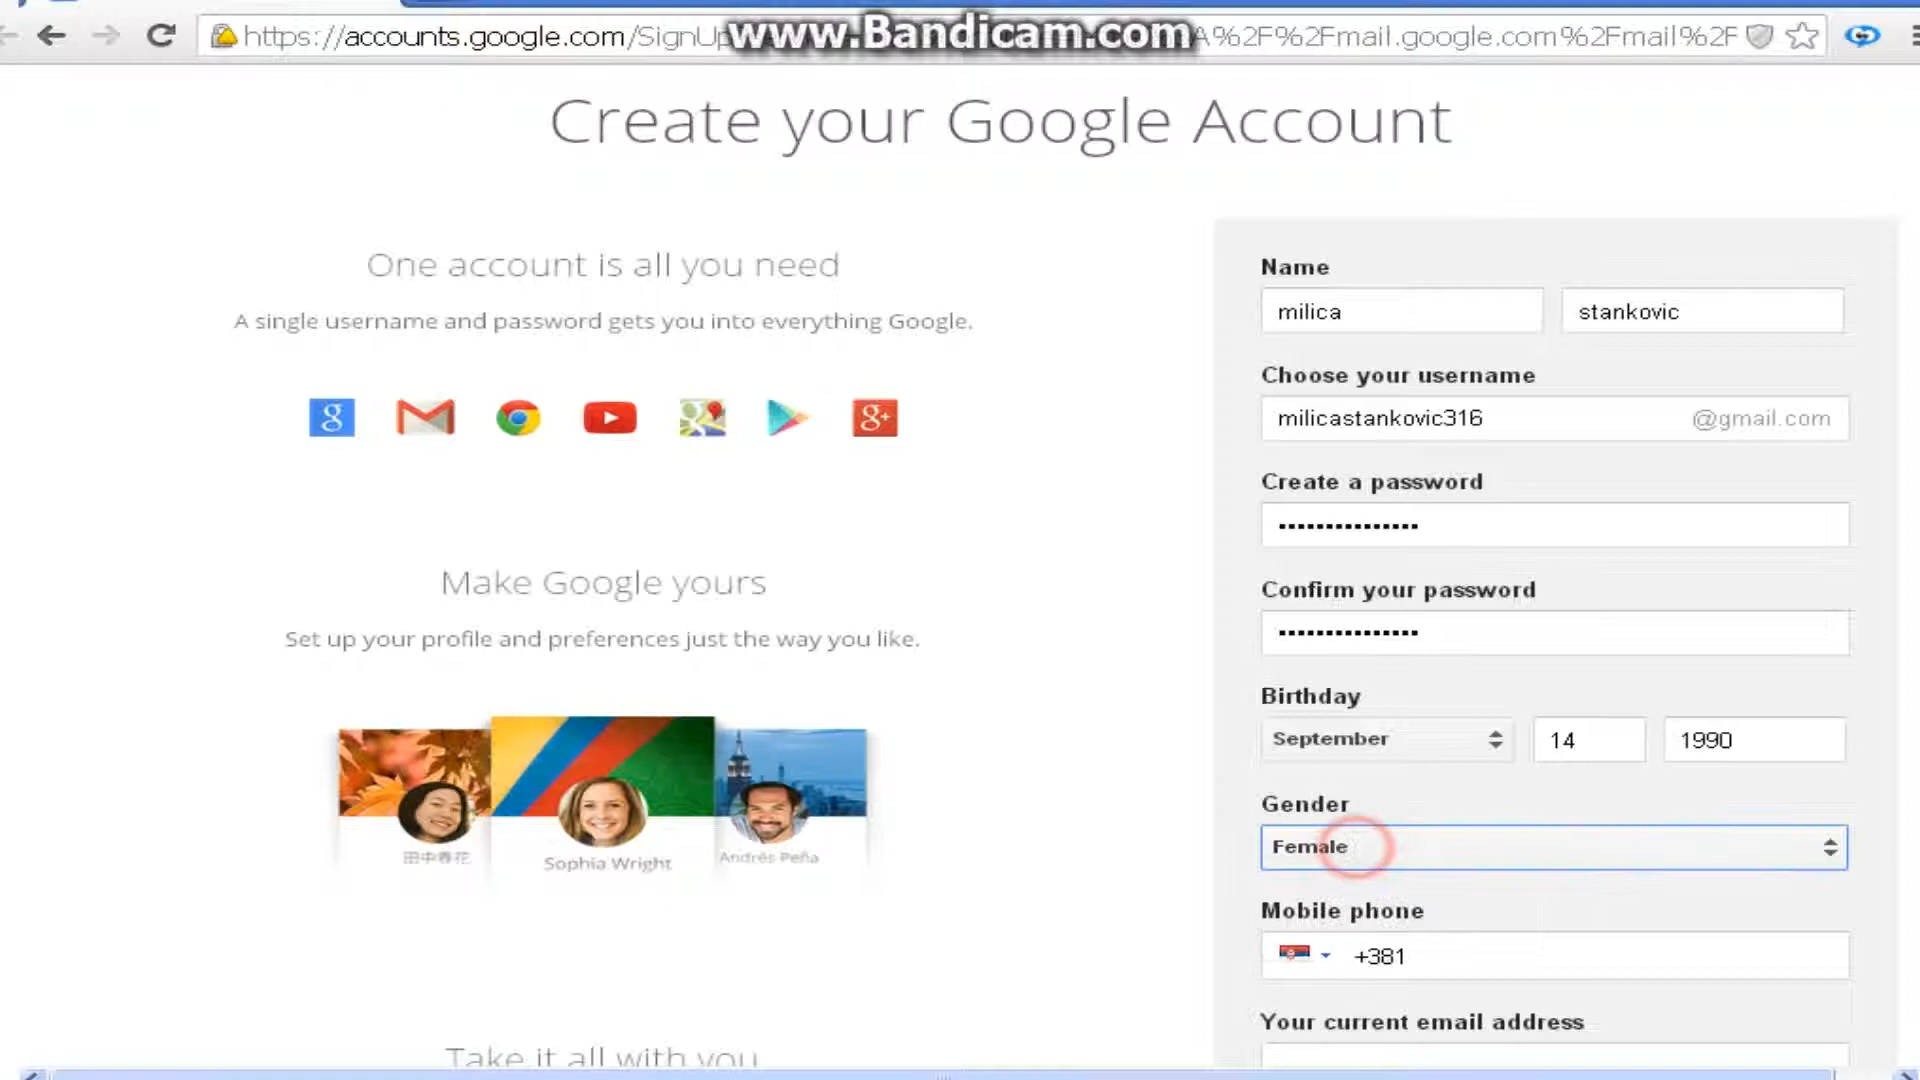 https://accounts.google.com/SignUp
www.Bandicam.com
A%2F%2Fmail.google.com%2Fmail%2F
Create your Google Account
One account is all you need
A single username and password gets you into everything Google.
Make Google yours
Set up your profile and preferences just the way you like.
田中春花
Sophia Wright
Andrés Peña
Take it all with you
Name
milica
stankovic
Choose your username
milicastankovic316
@gmail.com
Create a password
Confirm your password
Birthday
September
14
1990
Gender
Female
Mobile phone
+381
Your current email address